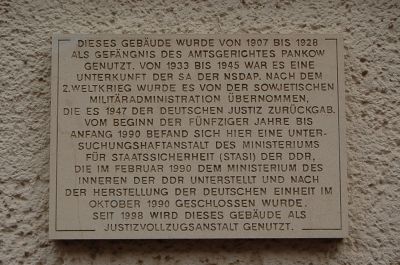 DIESES GEBÄUDE WURDE VON 1907 BIS 1928
ALS GEFÄNGNIS DES AMTSGERICHTES PANKOW
GENUTZT. VON 1933 BIS 1945 WAR ES EINE
UNTERKUNFT DER SA DER NSDAP. NACH DEM
2.WELTKRIEG WURDE ES VON DER SOWJETISCHEN
MILITÄRADMINISTRATION ÜBERNOMMEN,
DIE ES 1947 DER DEUTSCHEN JUSTIZ ZURÜCKGAB.
VOM BEGINN DER FÜNFZIGER JAHRE BIS
ANFANG 1990 BEFAND SICH HIER EINE UNTER-
SUCHUNGSHAFTANSTALT DES MINISTERIUMS
FÜR STAATSSICHERHEIT (STASI) DER DDR,
DIE IM FEBRUAR 1990 DEM MINISTERIUM DES
INNEREN DER DDR UNTERSTELLT UND NACH
DER HERSTELLUNG DER DEUTSCHEN EINHEIT IM
OKTOBER 1990 GESCHLOSSEN WURDE.
SEIT 1998 WIRD DIESES GEBÄUDE ALS
JUSTIZVOLLZUGSANSTALT GENUTZT.